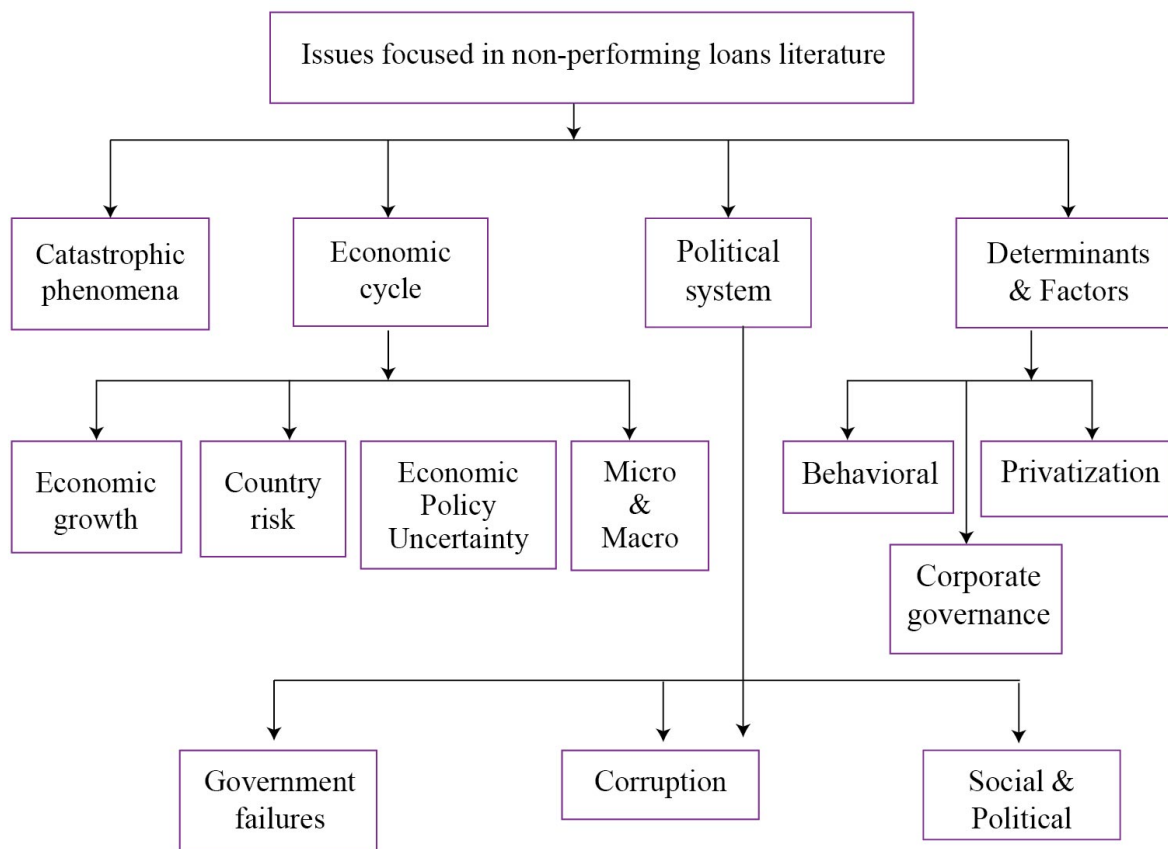 Issues focused in non-performing loans literature
Catastrophic
phenomena
Economic
cycle
Political
system
Determinants
& Factors
Economic
growth
Country
risk
Economic
Policy
Uncertainty
Micro
&
Macro
Behavioral
Privatization
Corporate
governance
Government
failures
Corruption
Social &
Political